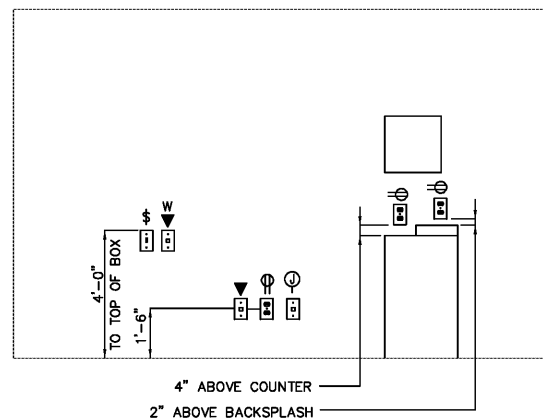 $ W
4'-0"
TO TOP OF BOX
1'-6"
J
4" ABOVE COUNTER
2" ABOVE BACKSPLASH